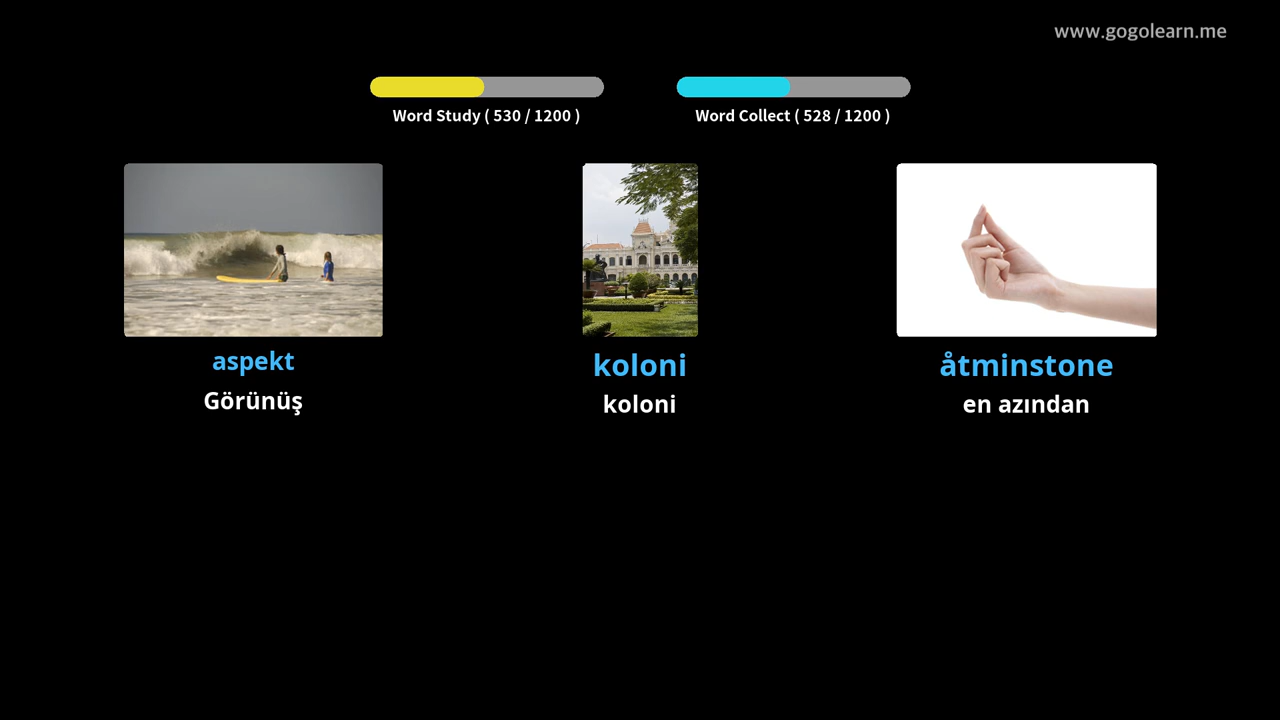 www.gogolearn.me
Word Study ( 530 / 1200 )
Word Collect ( 528 / 1200 )
aspekt
Görünüş
koloni
koloni
åtminstone
en azından